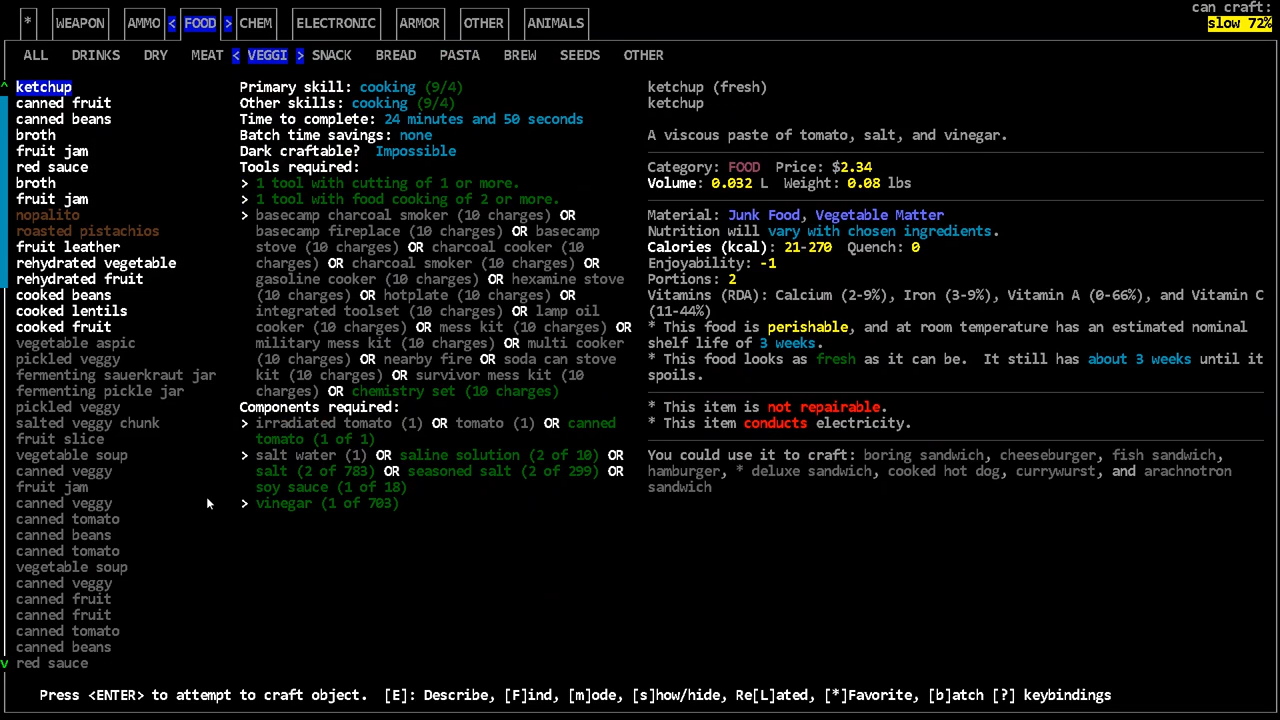 can craft:
* WEAPON AMMO < FOOD > CHEM ELECTRONIC ARMOR OTHER ANIMALS
slow 72%
ALL DRINKS DRY MEAT < VEGGI > SNACK BREAD PASTA BREW SEEDS OTHER
^ ketchup
canned fruit
canned beans
broth
fruit jam
red sauce
broth
fruit jam
nopalito
roasted pistachios
fruit leather
rehydrated vegetable
rehydrated fruit
cooked beans
cooked lentils
cooked fruit
vegetable aspic
pickled veggy
fermenting sauerkraut jar
fermenting pickle jar
pickled veggy
salted veggy chunk
fruit slice
vegetable soup
canned veggy
fruit jam
canned veggy
canned tomato
canned beans
canned tomato
vegetable soup
canned veggy
canned fruit
canned fruit
canned tomato
canned beans
v red sauce
Primary skill: cooking (9/4)
Other skills: cooking (9/4)
Time to complete: 24 minutes and 50 seconds
Batch time savings: none
Dark craftable? Impossible
Tools required:
> 1 tool with cutting of 1 or more.
> 1 tool with food cooking of 2 or more.
> basecamp charcoal smoker (10 charges) OR
basecamp fireplace (10 charges) OR basecamp
stove (10 charges) OR charcoal cooker (10
charges) OR charcoal smoker (10 charges) OR
gasoline cooker (10 charges) OR hexamine stove
(10 charges) OR hotplate (10 charges) OR
integrated toolset (10 charges) OR lamp oil
cooker (10 charges) OR mess kit (10 charges) OR
military mess kit (10 charges) OR multi cooker
(10 charges) OR nearby fire OR soda can stove
kit (10 charges) OR survivor mess kit (10
charges) OR chemistry set (10 charges)
Components required:
> irradiated tomato (1) OR tomato (1) OR canned
tomato (1 of 1)
> salt water (1) OR saline solution (2 of 10) OR
salt (2 of 783) OR seasoned salt (2 of 299) OR
soy sauce (1 of 18)
> vinegar (1 of 703)
ketchup (fresh)
ketchup
A viscous paste of tomato, salt, and vinegar.
Category: FOOD Price: $2.34
Volume: 0.032 L Weight: 0.08 lbs
Material: Junk Food, Vegetable Matter
Nutrition will vary with chosen ingredients.
Calories (kcal): 21-270 Quench: 0
Enjoyability: -1
Portions: 2
Vitamins (RDA): Calcium (2-9%), Iron (3-9%), Vitamin A (0-66%), and Vitamin C
(11-44%)
* This food is perishable, and at room temperature has an estimated nominal
shelf life of 3 weeks.
* This food looks as fresh as it can be. It still has about 3 weeks until it
spoils.
* This item is not repairable.
* This item conducts electricity.
You could use it to craft: boring sandwich, cheeseburger, fish sandwich,
hamburger, * deluxe sandwich, cooked hot dog, currywurst, and arachnotron
sandwich
Press <ENTER> to attempt to craft object. [E]: Describe, [F]ind, [m]ode, [s]how/hide, Re[L]ated, [*]Favorite, [b]atch [?] keybindings